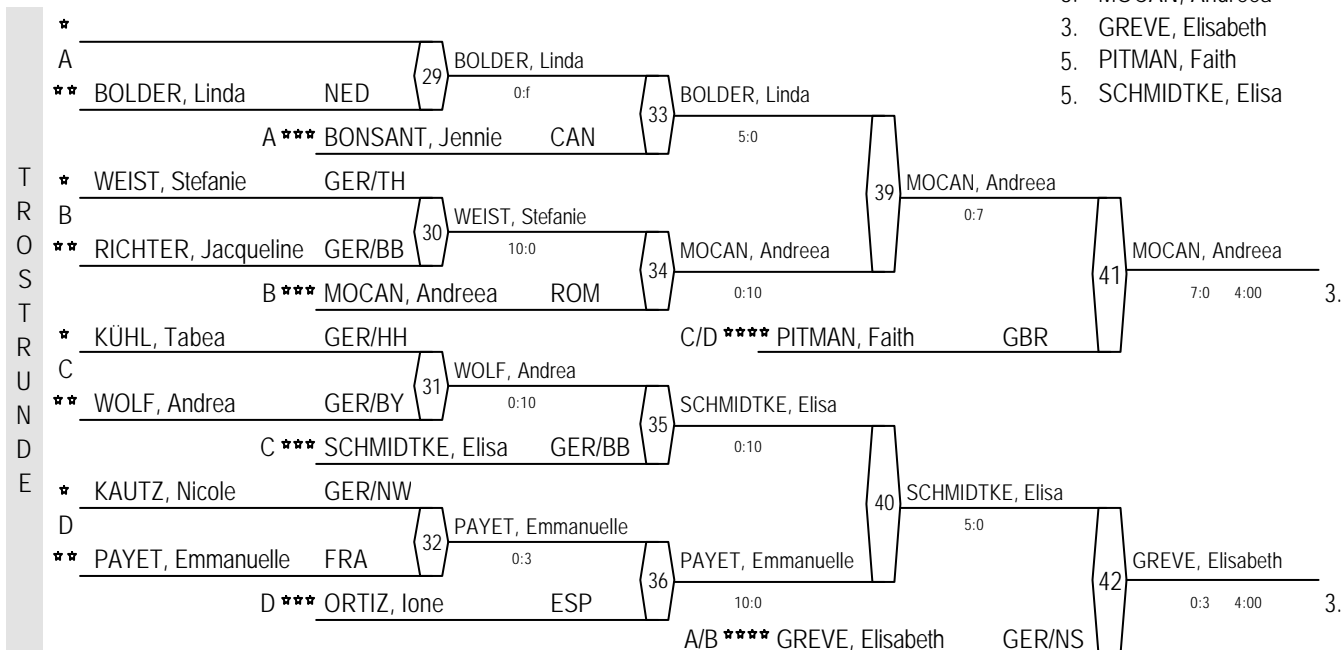 3. GREVE, Elisabeth
5. PITMAN, Faith
5. SCHMIDTKE, Elisa
TROSTRUNDE
*
A
** BOLDER, Linda NED
29
BOLDER, Linda
0:f
A *** BONSANT, Jennie CAN
33
BOLDER, Linda
5:0
* WEIST, Stefanie GER/TH
B
** RICHTER, Jacqueline GER/BB
30
WEIST, Stefanie
10:0
B *** MOCAN, Andreea ROM
34
MOCAN, Andreea
0:10
39
MOCAN, Andreea
0:7
C/D **** PITMAN, Faith GBR
41
MOCAN, Andreea
7:0 4:00 3.
* KÜHL, Tabea GER/HH
C
** WOLF, Andrea GER/BY
31
WOLF, Andrea
0:10
C *** SCHMIDTKE, Elisa GER/BB
35
SCHMIDTKE, Elisa
0:10
* KAUTZ, Nicole GER/NW
D
** PAYET, Emmanuelle FRA
32
PAYET, Emmanuelle
0:3
D *** ORTIZ, Ione ESP
36
PAYET, Emmanuelle
10:0
40
SCHMIDTKE, Elisa
5:0
A/B **** GREVE, Elisabeth GER/NS
42
GREVE, Elisabeth
0:3 4:00 3.